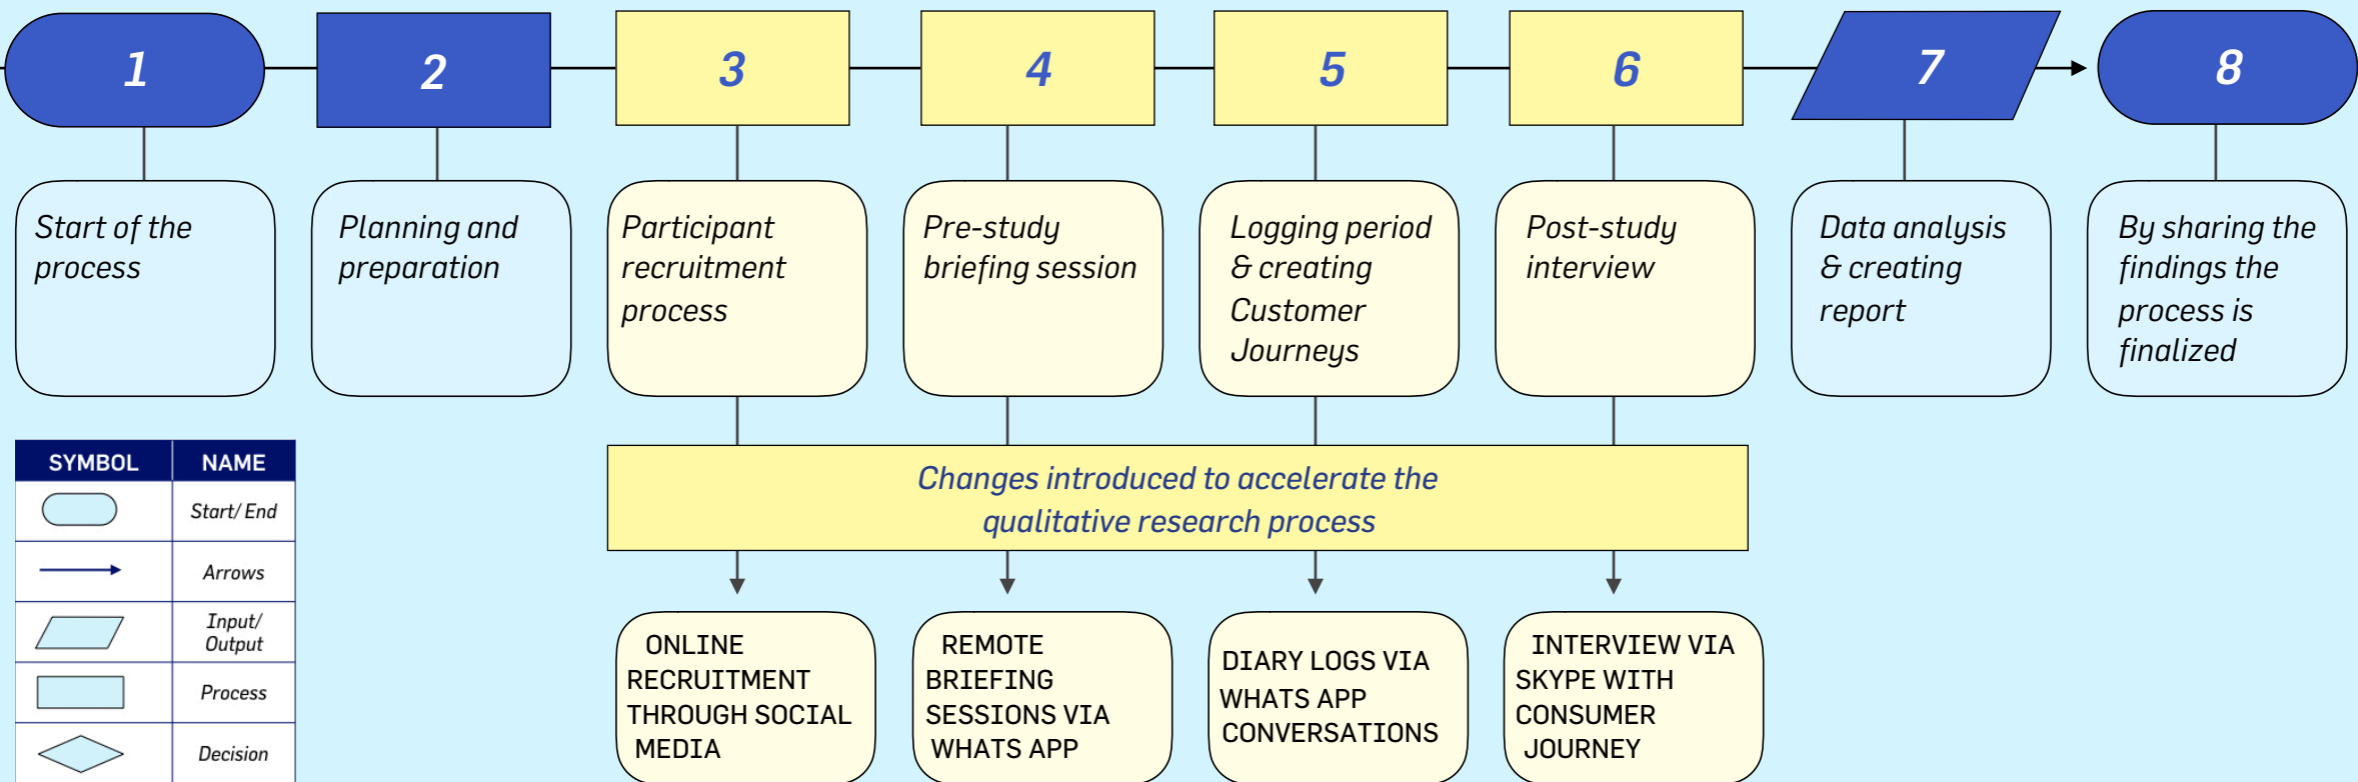 1
2
3
4
5
6
7
8
Start of the
process
Planning and
preparation
Participant
recruitment
process
Pre-study
briefing session
Logging period
& creating
Customer
Journeys
Post-study
interview
Data analysis
& creating
report
By sharing the
findings the
process is
finalized
Changes introduced to accelerate the
qualitative research process
ONLINE
RECRUITMENT
THROUGH SOCIAL
MEDIA
REMOTE
BRIEFING
SESSIONS VIA
WHATS APP
DIARY LOGS VIA
WHATS APP
CONVERSATIONS
INTERVIEW VIA
SKYPE WITH
CONSUMER
JOURNEY
SYMBOL NAME
Start/ End
Arrows
Input/
Output
Process
Decision